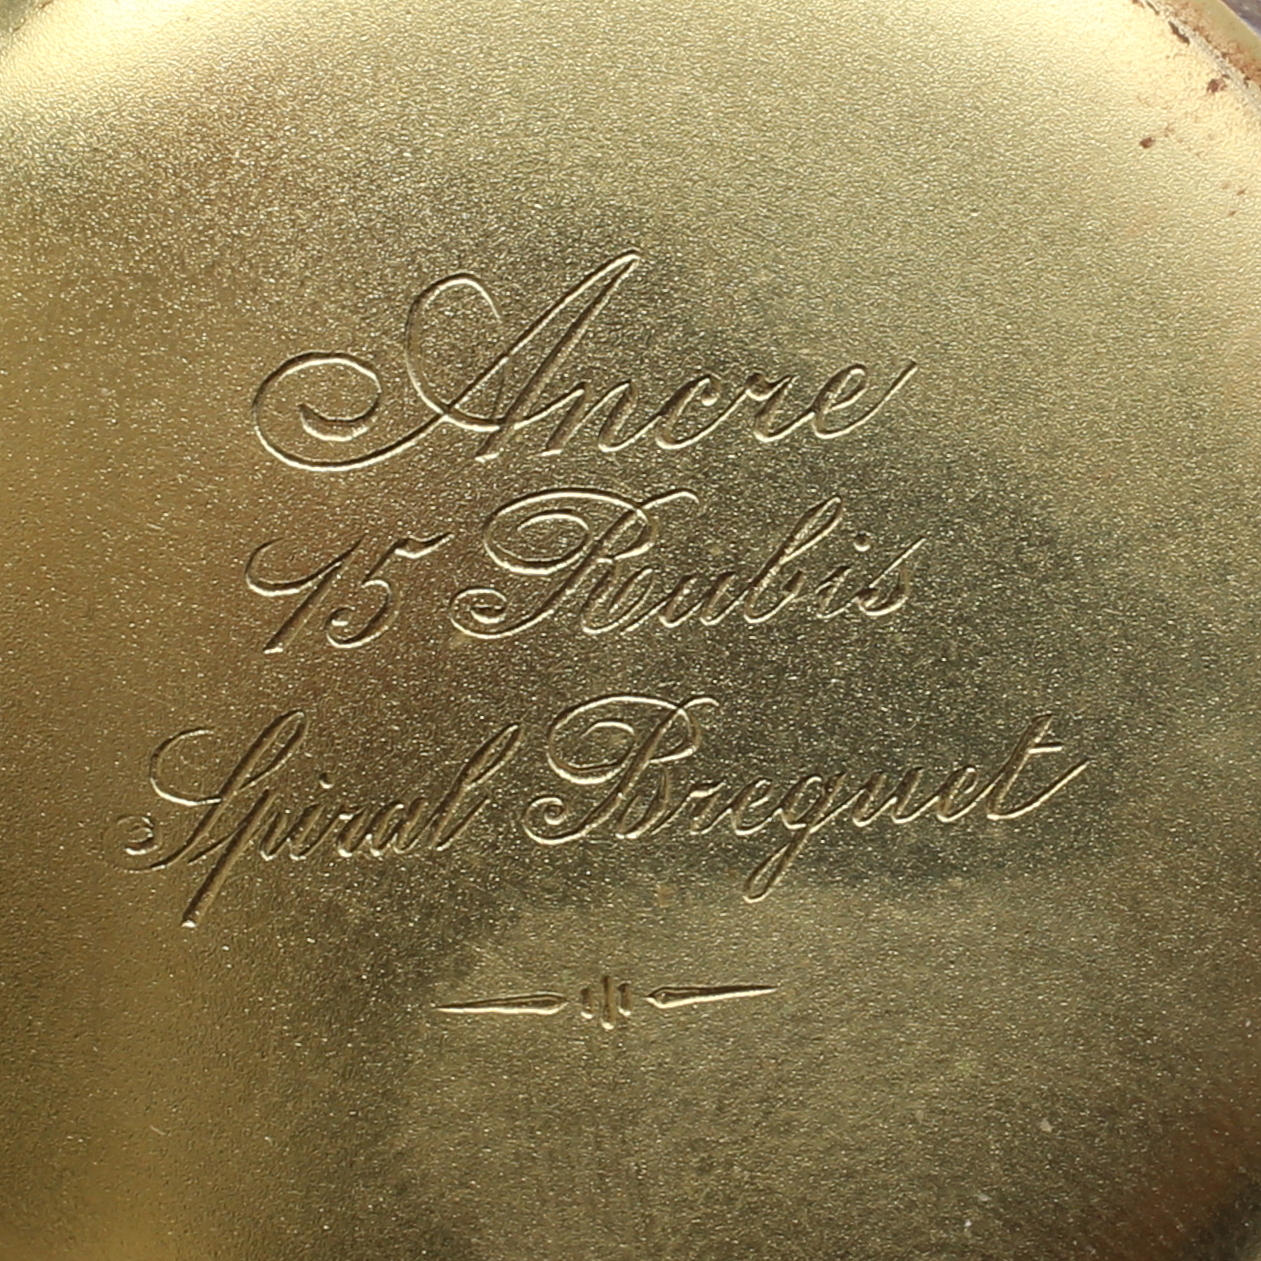 Ancre
15 Rubis
Spiral Breguet